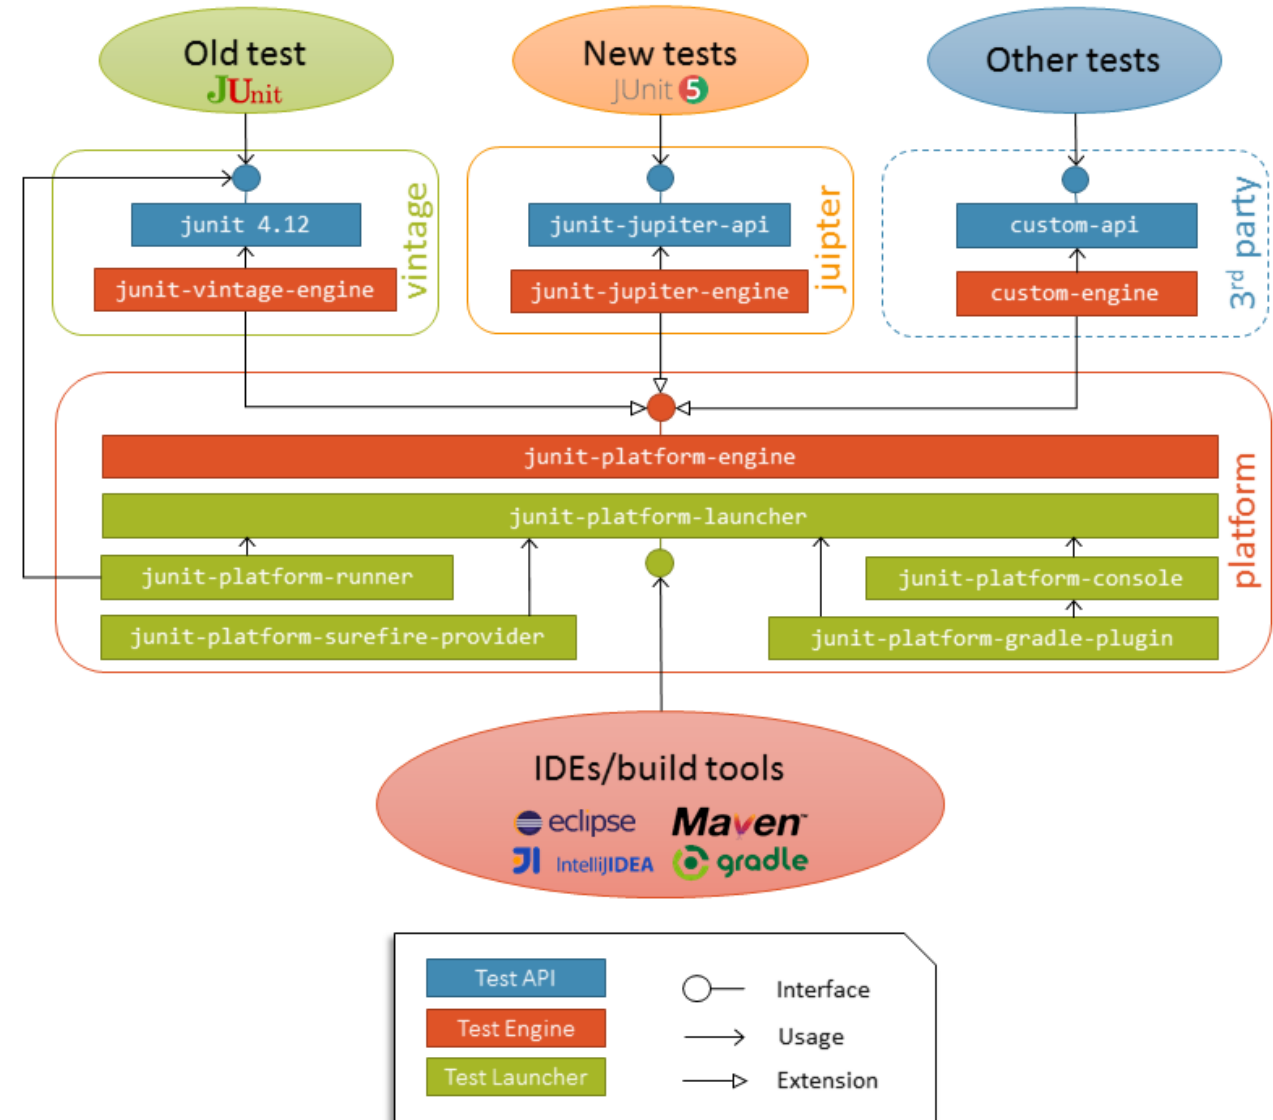 Old test
JUnit
New tests
JUnit 5
Other tests
junit 4.12
junit-vintage-engine
vintage
junit-jupiter-api
junit-jupiter-engine
juipter
custom-api
custom-engine
3rd party
junit-platform-engine
junit-platform-launcher
junit-platform-runner
junit-platform-console
junit-platform-surefire-provider
junit-platform-gradle-plugin
platform
IDEs/build tools
eclipse
Maven™
JI IntelliJIDEA
gradle
Test API
Interface
Test Engine
Usage
Test Launcher
Extension